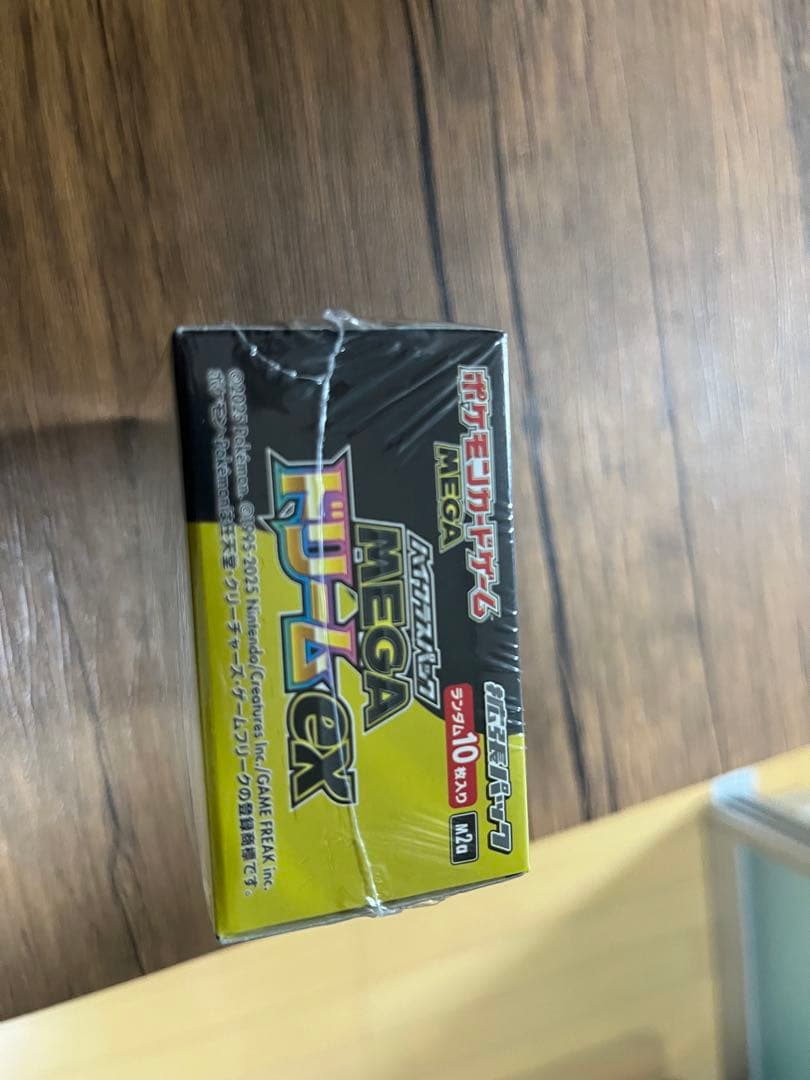 ポケモンカードゲーム
MEGA
拡張パック
ランダム10枚入り
M2a
ハイクラスパック
MEGA
ドリームex
©2025 Pokémon. ©1995-2025 Nintendo/Creatures Inc./GAME FREAK inc.
ポケモン・Pokémonは任天堂・クリーチャーズ・ゲームフリークの登録商標です。